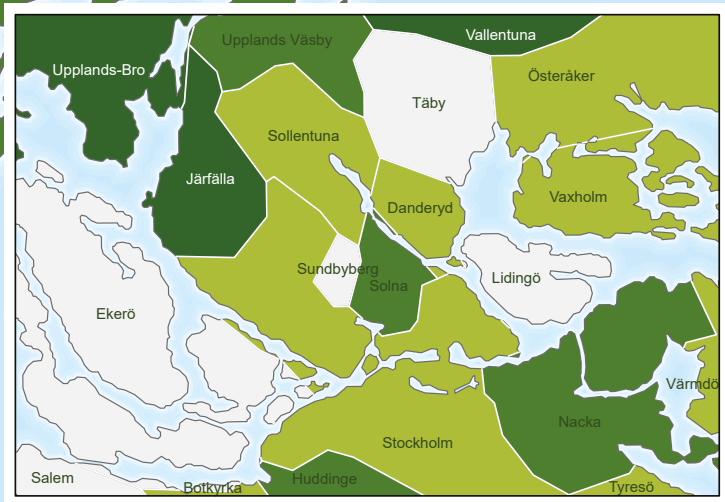 Vallentuna
Upplands Väsby
Upplands-Bro
Österåker
Täby
Sollentuna
Järfälla
Vaxholm
Danderyd
Sundbyberg
Lidingö
Solna
Ekerö
Värmdö
Nacka
Stockholm
Salem
Huddinge
Botkyrka
Tyresö